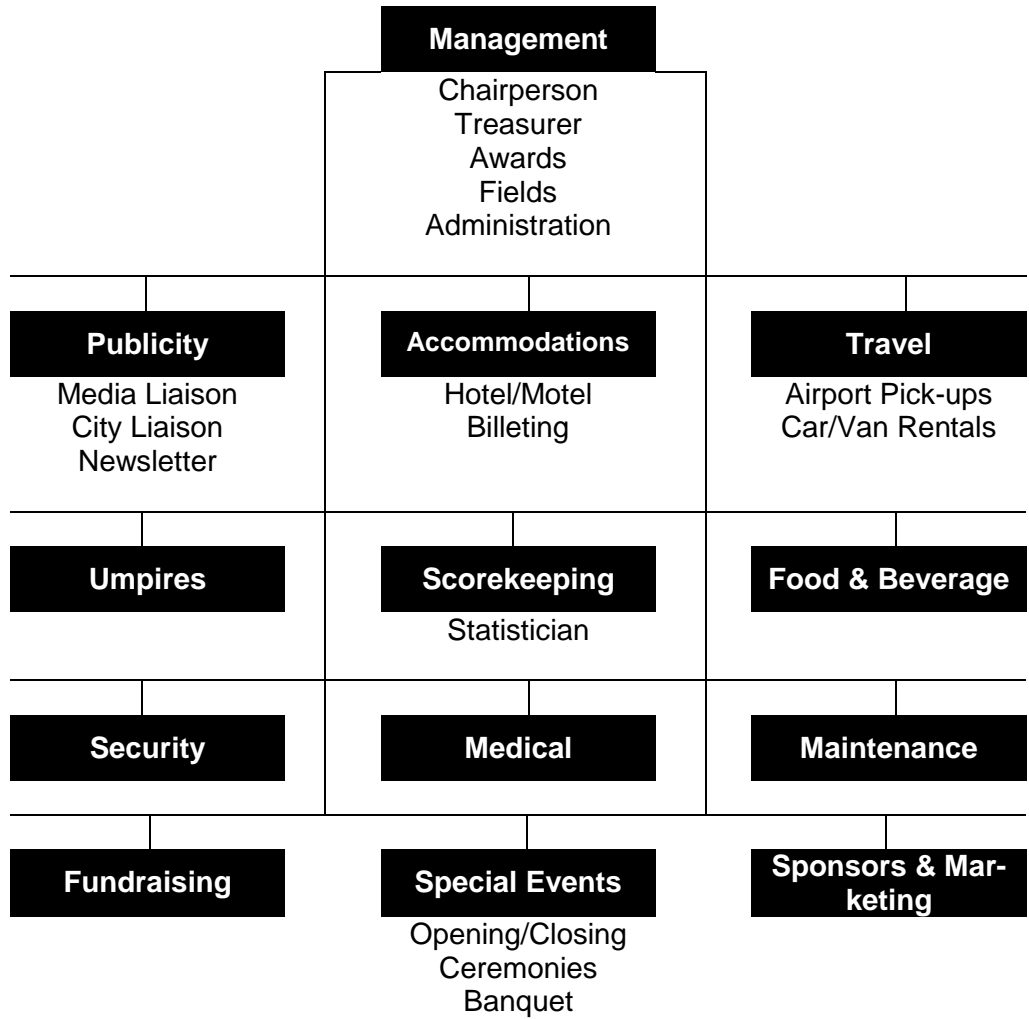 Management
Chairperson
Treasurer
Awards
Fields
Administration
Publicity
Media Liaison
City Liaison
Newsletter
Accommodations
Hotel/Motel
Billeting
Travel
Airport Pick-ups
Car/Van Rentals
Umpires
Scorekeeping
Statistician
Food & Beverage
Security
Medical
Maintenance
Fundraising
Special Events
Opening/Closing
Ceremonies
Banquet
Sponsors & Mar-
keting